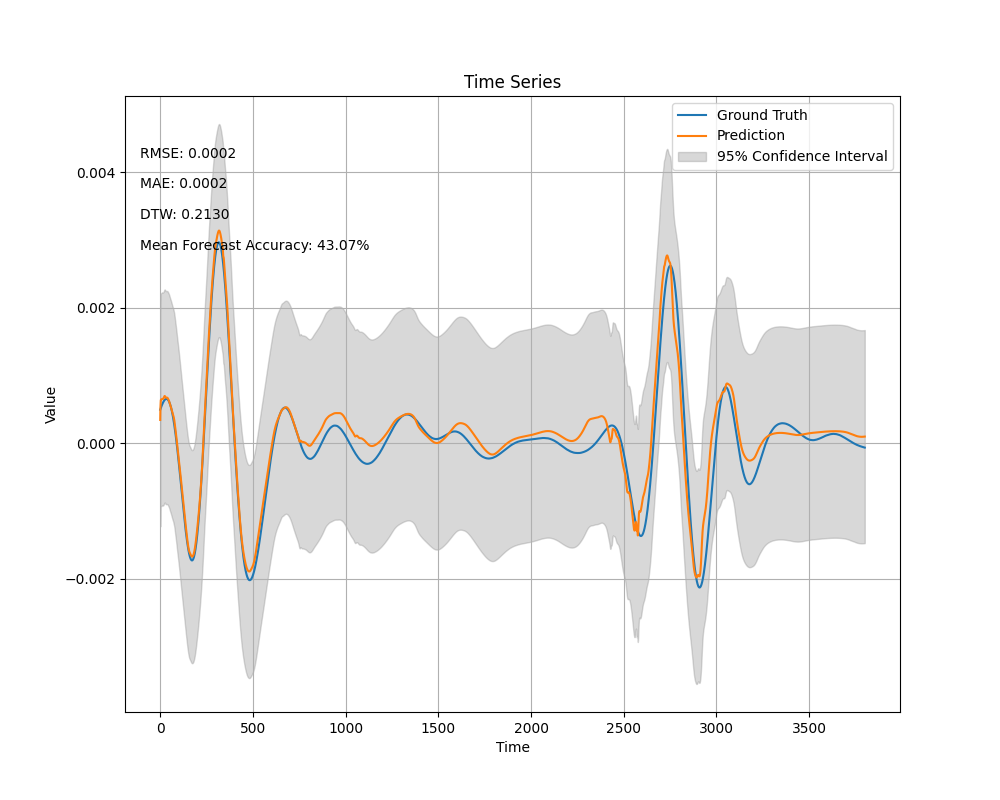 Time Series
Ground Truth
Prediction
95% Confidence Interval
RMSE: 0.0002
MAE: 0.0002
DTW: 0.2130
Mean Forecast Accuracy: 43.07%
Value
0.004
0.002
0.000
−0.002
0 500 1000 1500 2000 2500 3000 3500
Time